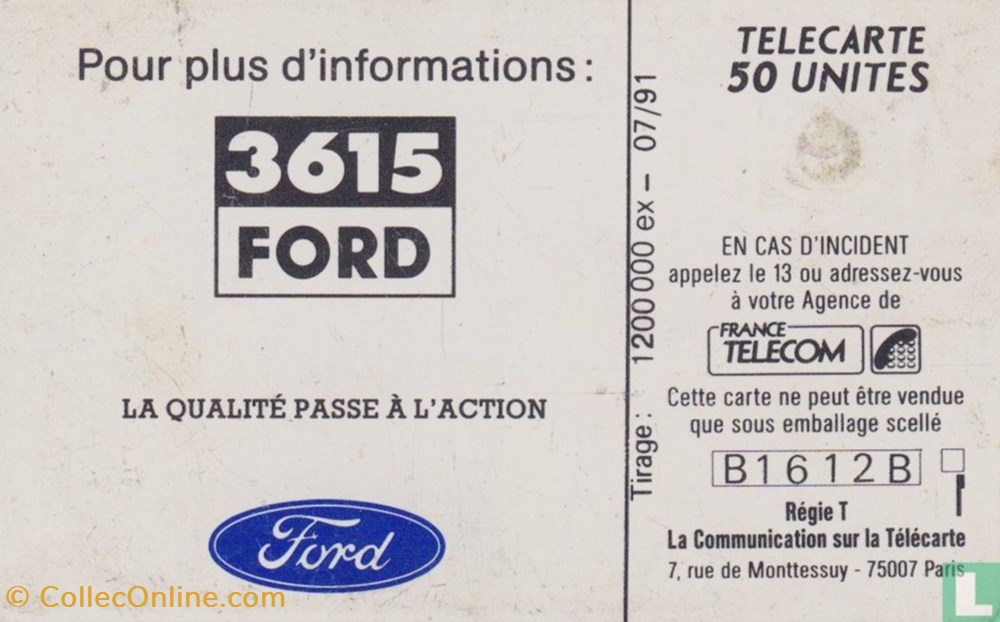 Pour plus d'informations :
3615
FORD
LA QUALITÉ PASSE À L'ACTION
Ford
Tirage : 1200 000 ex – 07/91
TELECARTE
50 UNITES
EN CAS D'INCIDENT
appelez le 13 ou adressez-vous
à votre Agence de
FRANCE
TELECOM
Cette carte ne peut être vendue
que sous emballage scellé
B1612B
Régie T
La Communication sur la Télécarte
7, rue de Monttessuy - 75007 Paris
© CollecOnline.com
L